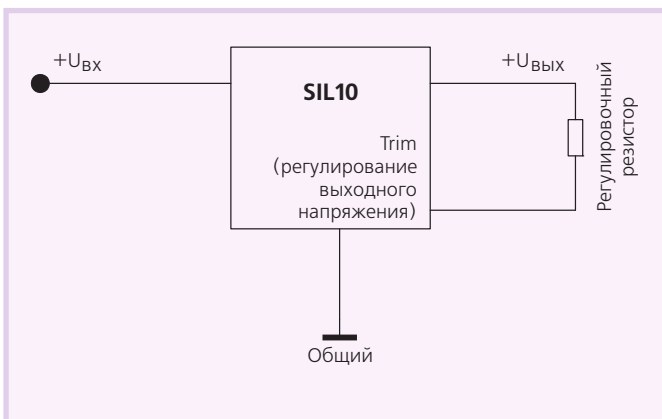 +Uвх
SIL10
+Uвых
Trim
(регулирование
выходного
напряжения)
Регулировочный
резистор
Общий